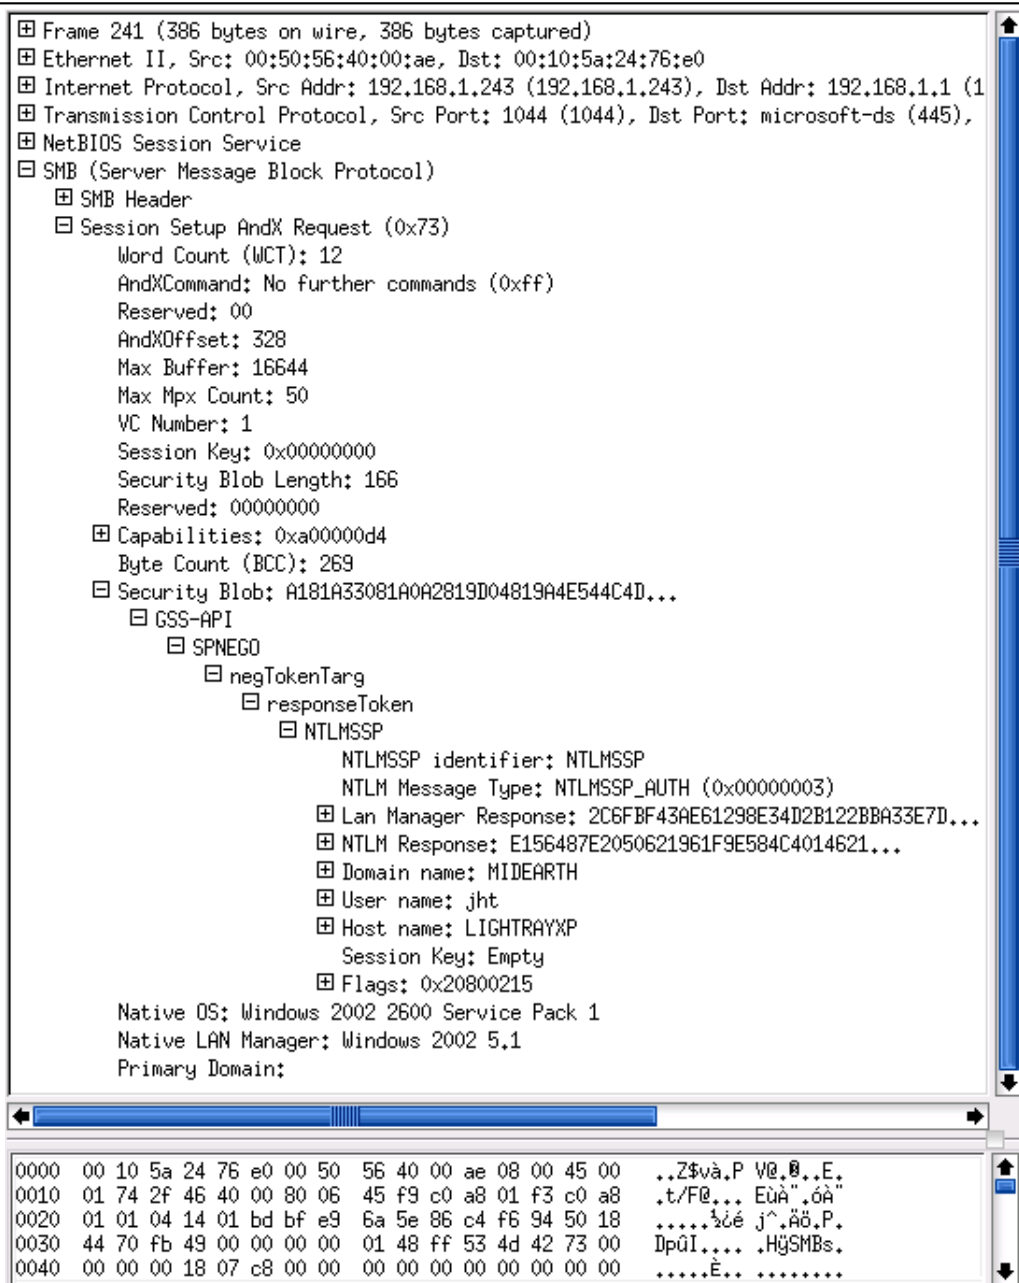 Frame 241 (386 bytes on wire, 386 bytes captured)
Ethernet II, Src: 00:50:56:40:00:ae, Dst: 00:10:5a:24:76:e0
Internet Protocol, Src Addr: 192.168.1.243 (192.168.1.243), Dst Addr: 192.168.1.1 (1
Transmission Control Protocol, Src Port: 1044 (1044), Dst Port: microsoft-ds (445),
NetBIOS Session Service
SMB (Server Message Block Protocol)
SMB Header
Session Setup AndX Request (0x73)
Word Count (WCT): 12
AndXCommand: No further commands (0xff)
Reserved: 00
AndXOffset: 328
Max Buffer: 16644
Max Mpx Count: 50
VC Number: 1
Session Key: 0x00000000
Security Blob Length: 166
Reserved: 00000000
Capabilities: 0xa00000d4
Byte Count (BCC): 269
Security Blob: A181A33081A0A2819D04819A4E544C4D...
GSS-API
SPNEGO
negTokenTarg
responseToken
NTLMSSP
NTLMSSP identifier: NTLMSSP
NTLM Message Type: NTLMSSP_AUTH (0x00000003)
Lan Manager Response: 2C6FBF43AE61298E34D2B122BBA33E7D...
NTLM Response: E156487E2050621961F9E584C4014621...
Domain name: MIDEARTH
User name: jht
Host name: LIGHTRAYXP
Session Key: Empty
Flags: 0x20800215
Native OS: Windows 2002 2600 Service Pack 1
Native LAN Manager: Windows 2002 5.1
Primary Domain:
0000 00 10 5a 24 76 e0 00 50 56 40 00 ae 08 00 45 00 ..Z$và.P V@.®..E.
0010 01 74 2f 46 40 00 80 06 45 f9 c0 a8 01 f3 c0 a8 .t/F@... EùÀ¨.óÀ¨
0020 01 01 04 14 01 bd bf e9 6a 5e 86 c4 f6 94 50 18 .....½¿é j^.Äö.P.
0030 44 70 fb 49 00 00 00 00 01 48 ff 53 4d 42 73 00 DpûI.... .HÿSMBs.
0040 00 00 00 18 07 c8 00 00 00 00 00 00 00 00 00 00 .....È.. ........